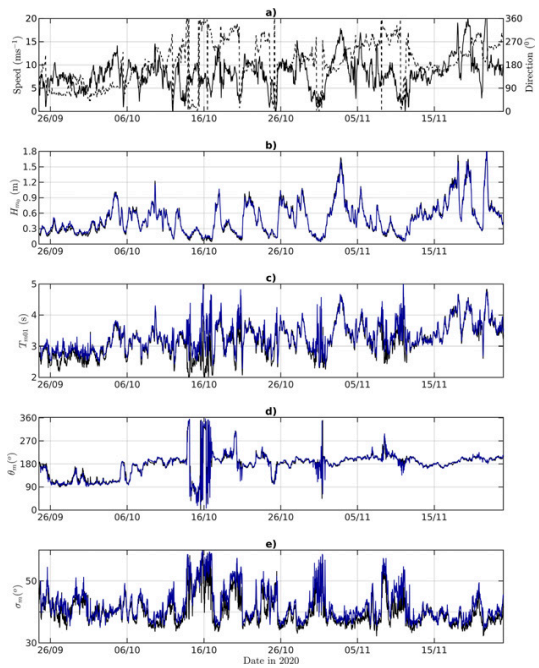 a)
20
15
10
5
0
Speed (ms⁻¹)
360
270
180
90
0
Direction (°)
26/09 06/10 16/10 26/10 05/11 15/11
b)
1.8
1.5
1.2
0.9
0.6
0.3
0
Hm₀ (m)
26/09 06/10 16/10 26/10 05/11 15/11
c)
5
4
3
2
Tm01 (s)
26/09 06/10 16/10 26/10 05/11 15/11
d)
360
270
180
90
0
θm(°)
26/09 06/10 16/10 26/10 05/11 15/11
e)
50
30
σm(°)
26/09 06/10 16/10 26/10 05/11 15/11
Date in 2020